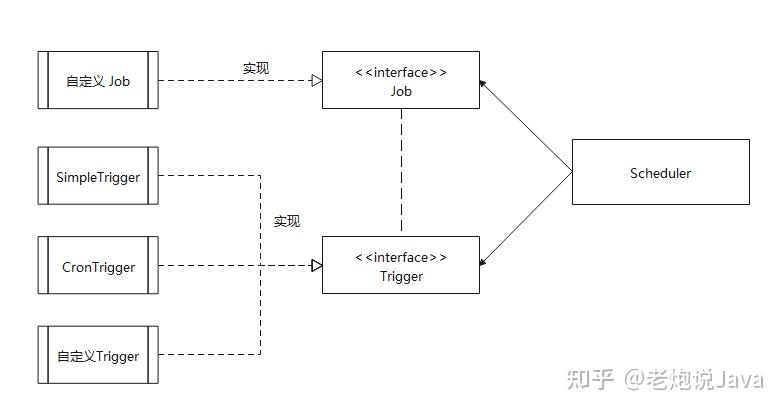 自定义 Job
实现
<<interface>>
Job
SimpleTrigger
Scheduler
实现
CronTrigger
<<interface>>
Trigger
自定义Trigger
知乎 @老炮说Java